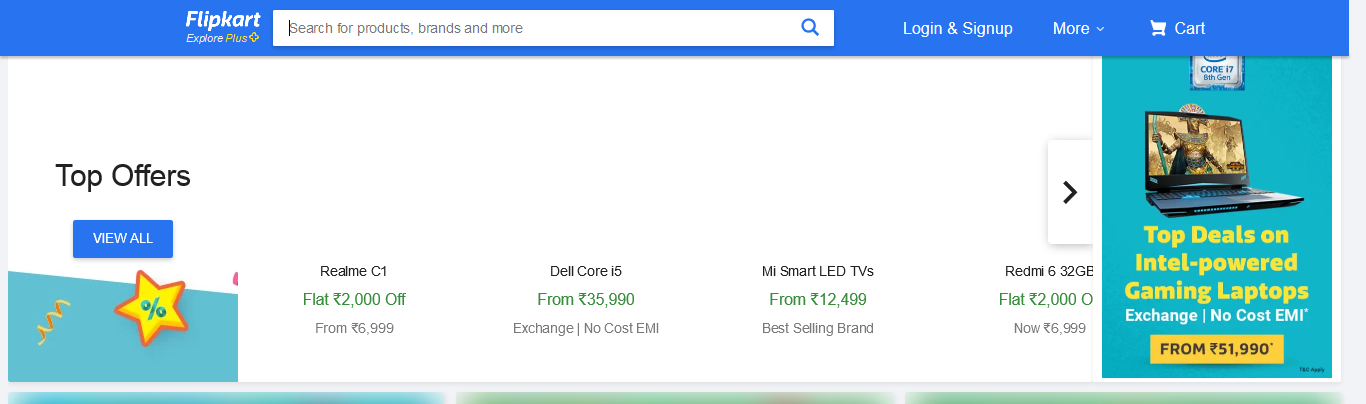 Flipkart
Explore Plus
Search for products, brands and more
Login & Signup
More
Cart
Top Offers
VIEW ALL
%
Realme C1
Flat ₹2,000 Off
From ₹6,999
Dell Core i5
From ₹35,990
Exchange | No Cost EMI
Mi Smart LED TVs
From ₹12,499
Best Selling Brand
Redmi 6 32GB
Flat ₹2,000 O
Now ₹6,999
CORE i7
8th Gen
Top Deals on
Intel-powered
Gaming Laptops
Exchange | No Cost EMI*
FROM ₹51,990*
T&C Apply